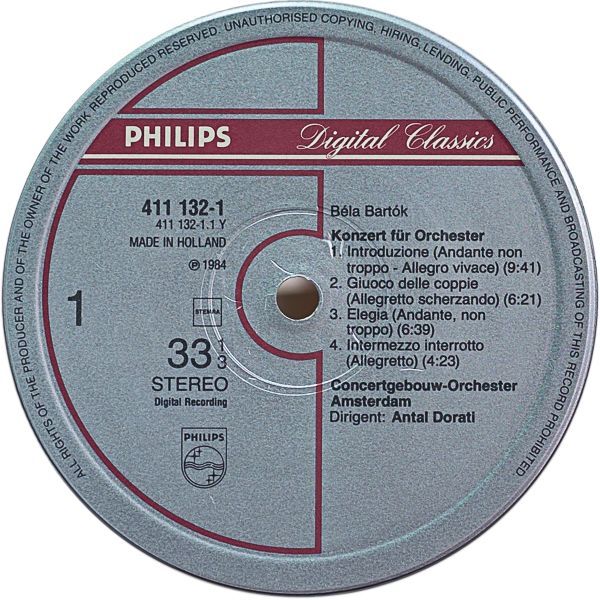 ALL RIGHTS OF THE PRODUCER AND OF THE OWNER OF THE WORK REPRODUCED RESERVED. UNAUTHORISED COPYING, HIRING, LENDING, PUBLIC PERFORMANCE AND BROADCASTING OF THIS RECORD PROHIBITED
PHILIPS Digital Classics
411 132-1
411 132-1.1 Y
MADE IN HOLLAND
℗ 1984
1
STEMRA
33 1/3
STEREO
Digital Recording
PHILIPS
Béla Bartók
Konzert für Orchester
1. Introduzione (Andante non
troppo - Allegro vivace) (9:41)
2. Giuoco delle coppie
(Allegretto scherzando) (6:21)
3. Elegia (Andante, non
troppo) (6:39)
4. Intermezzo interrotto
(Allegretto) (4:23)
Concertgebouw-Orchester
Amsterdam
Dirigent: Antal Dorati